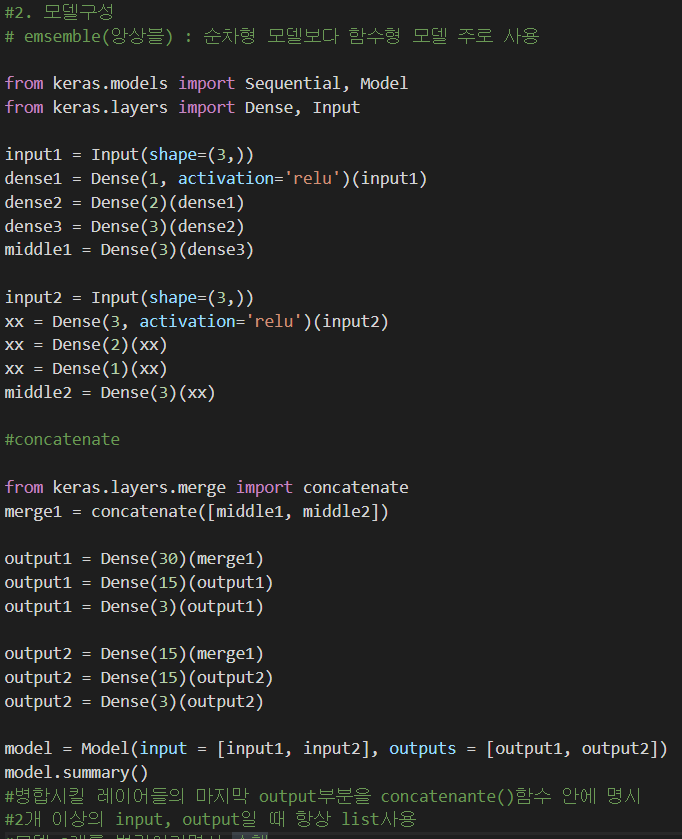 #2. 모델구성
# emsemble(앙상블) : 순차형 모델보다 함수형 모델 주로 사용
from keras.models import Sequential, Model
from keras.layers import Dense, Input
input1 = Input(shape=(3,))
dense1 = Dense(1, activation='relu')(input1)
dense2 = Dense(2)(dense1)
dense3 = Dense(3)(dense2)
middle1 = Dense(3)(dense3)
input2 = Input(shape=(3,))
xx = Dense(3, activation='relu')(input2)
xx = Dense(2)(xx)
xx = Dense(1)(xx)
middle2 = Dense(3)(xx)
#concatenate
from keras.layers.merge import concatenate
merge1 = concatenate([middle1, middle2])
output1 = Dense(30)(merge1)
output1 = Dense(15)(output1)
output1 = Dense(3)(output1)
output2 = Dense(15)(merge1)
output2 = Dense(15)(output2)
output2 = Dense(3)(output2)
model = Model(input = [input1, input2], outputs = [output1, output2])
model.summary()
#병합시킬 레이어들의 마지막 output부분을 concatenante()함수 안에 명시
#2개 이상의 input, output일 때 항상 list사용